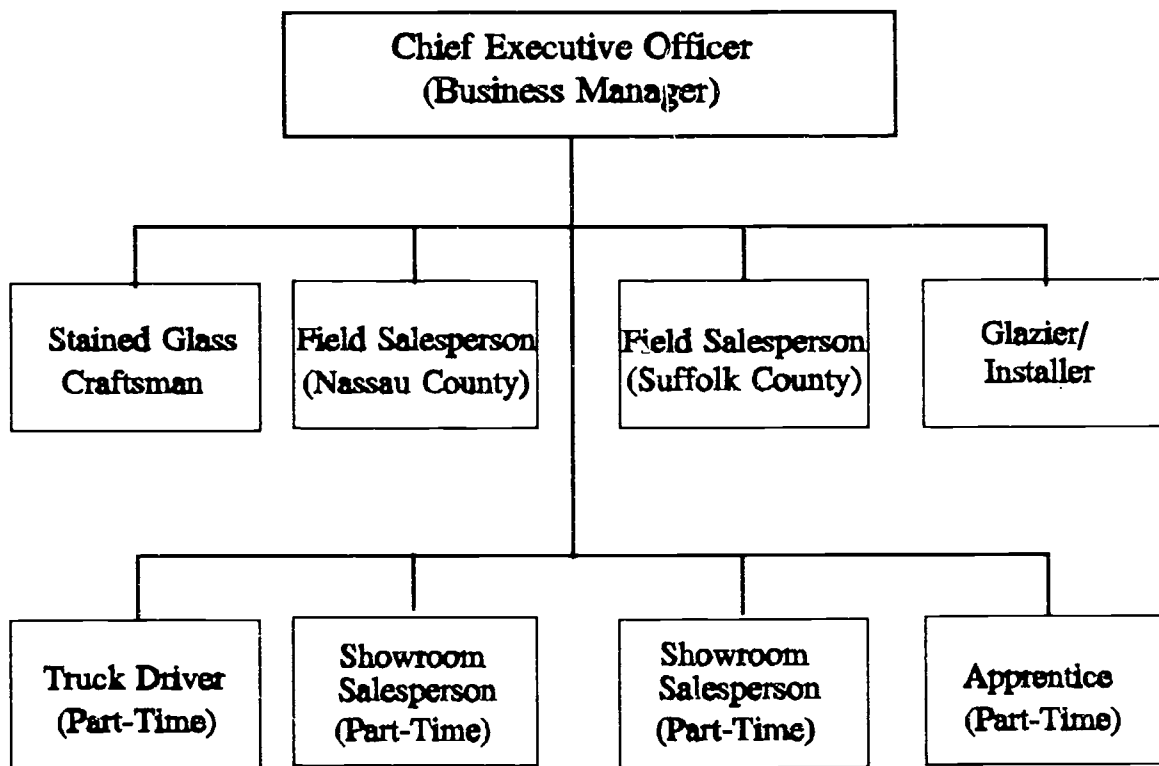 Chief Executive Officer
(Business Manager)
Stained Glass
Craftsman
Field Salesperson
(Nassau County)
Field Salesperson
(Suffolk County)
Glazier/
Installer
Truck Driver
(Part-Time)
Showroom
Salesperson
(Part-Time)
Showroom
Salesperson
(Part-Time)
Apprentice
(Part-Time)